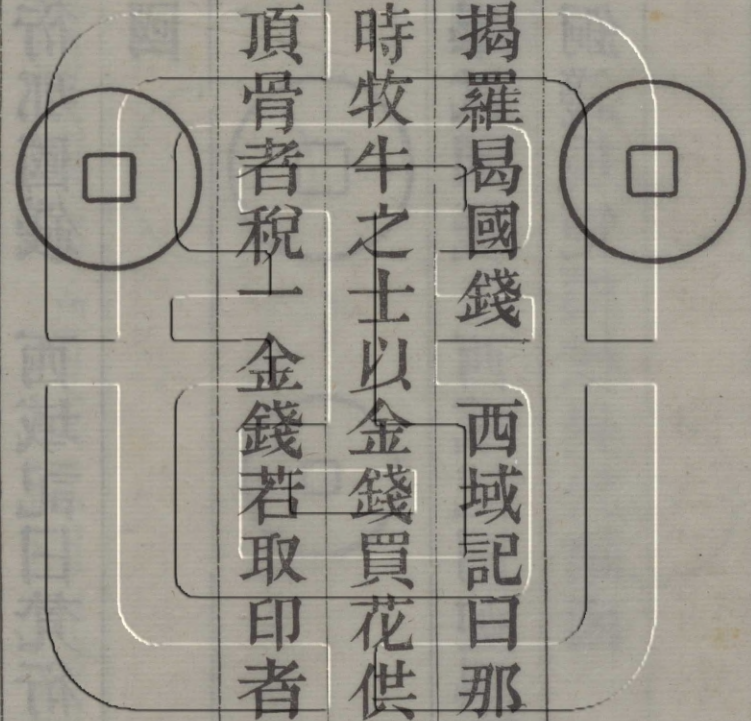 揭羅曷國錢　西域記曰那
時牧牛之士以金錢買花供
頂骨者稅一金錢若取印者